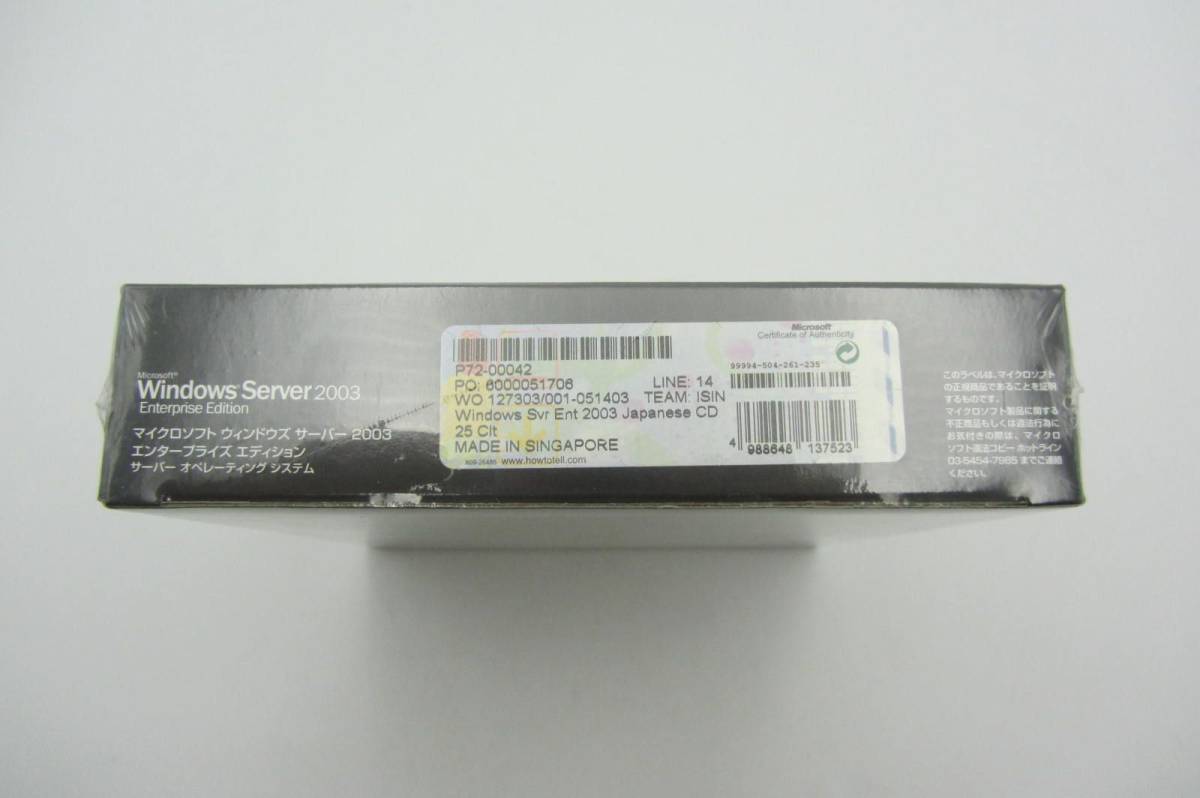 Microsoft®
Windows Server 2003
Enterprise Edition
マイクロソフト ウィンドウズ サーバー 2003
エンタープライズ エディション
サーバー オペレーティング システム
P72-00042
PO: 6000051706 LINE: 14
WO 127303/001-051403 TEAM: ISIN
Windows Svr Ent 2003 Japanese CD
25 Clt
MADE IN SINGAPORE
www.howtotell.com
Microsoft
Certificate of Authenticity
99994-504-261-235
4 988648 137523
このラベルは、マイクロソフト
の正規商品であることを証明
するものです。
マイクロソフト製品に関する
不正商品もしくは違法行為に
お気付きの際は、マイクロ
ソフト違法コピー ホットライン
03-5454-7965 までご連絡
ください。